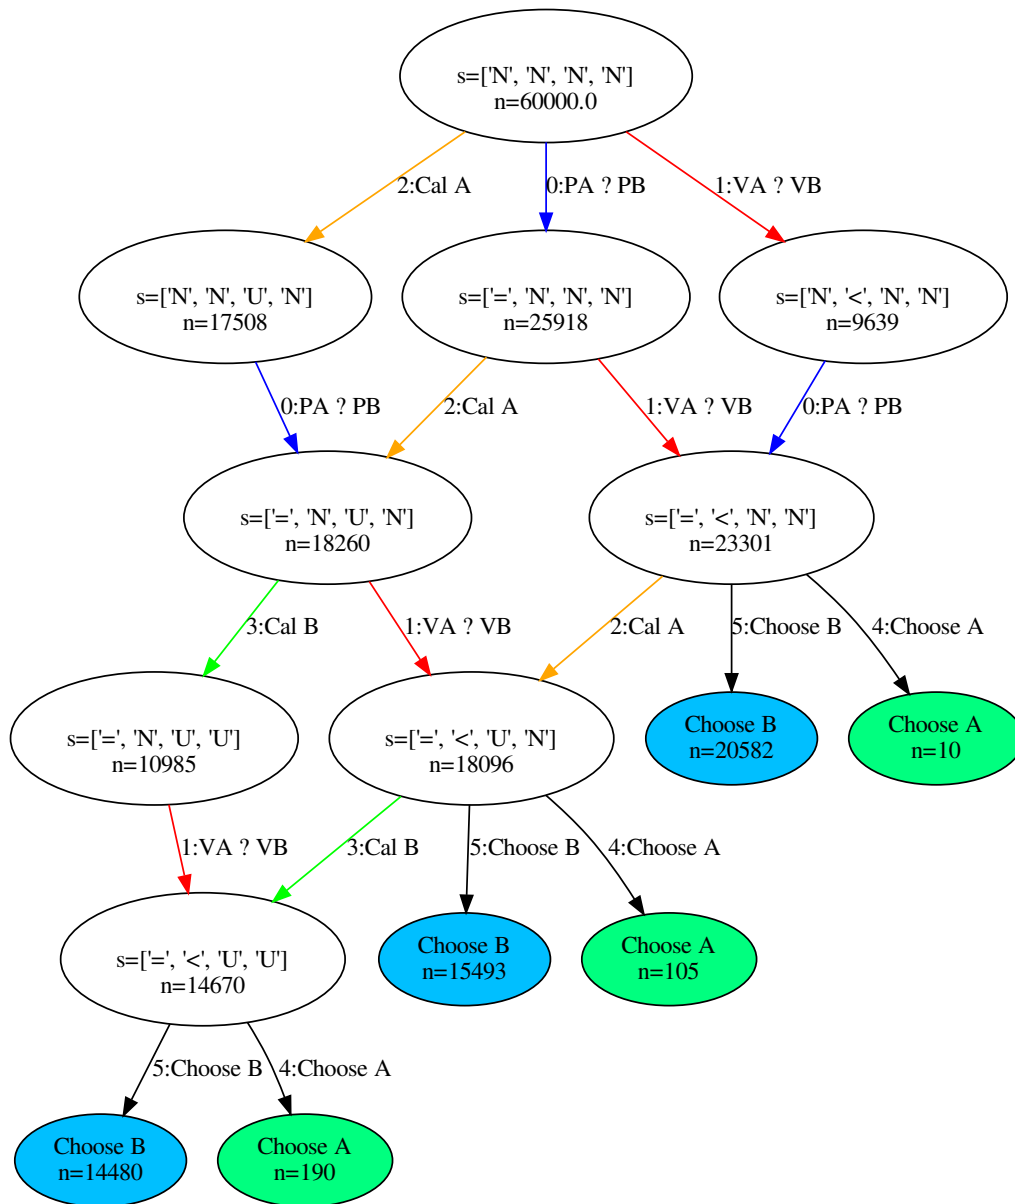 s=['N', 'N', 'N', 'N']
n=60000.0
2:Cal A
0:PA ? PB
1:VA ? VB
s=['N', 'N', 'U', 'N']
n=17508
s=['=', 'N', 'N', 'N']
n=25918
s=['N', '<', 'N', 'N']
n=9639
0:PA ? PB
2:Cal A
1:VA ? VB
0:PA ? PB
s=['=', 'N', 'U', 'N']
n=18260
s=['=', '<', 'N', 'N']
n=23301
3:Cal B
1:VA ? VB
2:Cal A
5:Choose B
4:Choose A
s=['=', 'N', 'U', 'U']
n=10985
s=['=', '<', 'U', 'N']
n=18096
Choose B
n=20582
Choose A
n=10
1:VA ? VB
3:Cal B
5:Choose B
4:Choose A
s=['=', '<', 'U', 'U']
n=14670
Choose B
n=15493
Choose A
n=105
5:Choose B
4:Choose A
Choose B
n=14480
Choose A
n=190